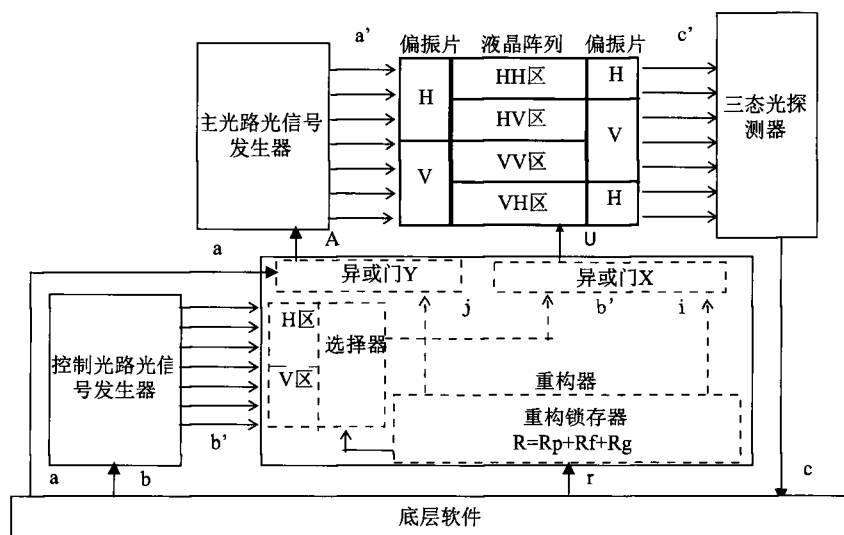 a’
偏振片
液晶阵列
偏振片
c’
主光路光信号
发生器
H
V
HH区
HV区
VV区
VH区
H
V
H
三态光探
测器
a
A
U
异或门Y
异或门X
j
b’
i
控制光路光信
号发生器
H区
V区
选择器
重构器
重构锁存器
R=Rp+Rf+Rg
b’
a
b
r
c
底层软件